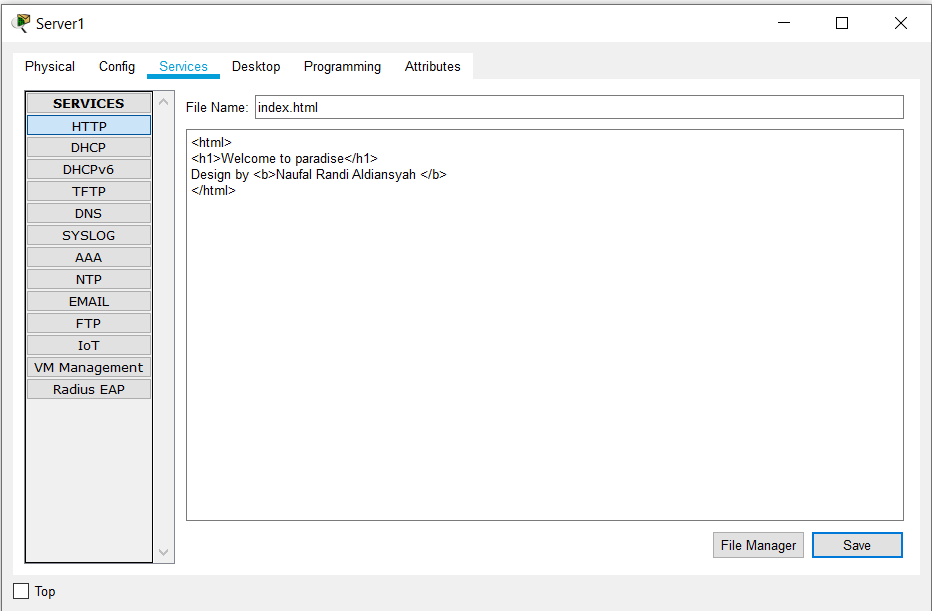 Server1
Physical Config Services Desktop Programming Attributes
SERVICES
HTTP
DHCP
DHCPv6
TFTP
DNS
SYSLOG
AAA
NTP
EMAIL
FTP
IoT
VM Management
Radius EAP
File Name: index.html
<html>
<h1>Welcome to paradise</h1>
Design by <b>Naufal Randi Aldiansyah </b>
</html>
File Manager Save
Top